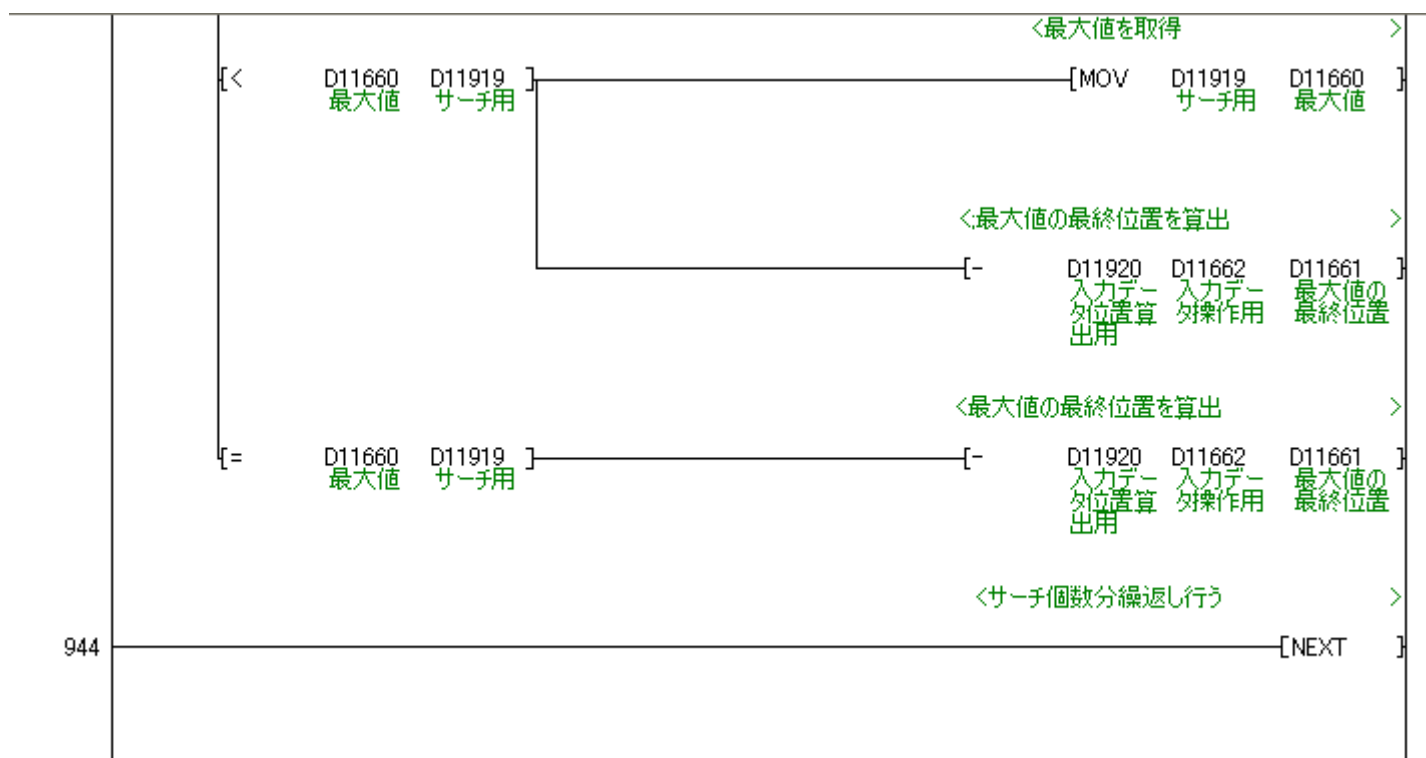 <最大値を取得 >
[< D11660 D11919 ] [MOV D11919 D11660 ]
最大値 サーチ用 サーチ用 最大値
<;最大値の最終位置を算出 >
[- D11920 D11662 D11661 ]
入力デー 入力デー 最大値の
タ位置算 タ操作用 最終位置
出用
<最大値の最終位置を算出 >
[= D11660 D11919 ] [- D11920 D11662 D11661 ]
最大値 サーチ用 入力デー 入力デー 最大値の
タ位置算 タ操作用 最終位置
出用
<サーチ個数分繰返し行う >
944 [NEXT ]